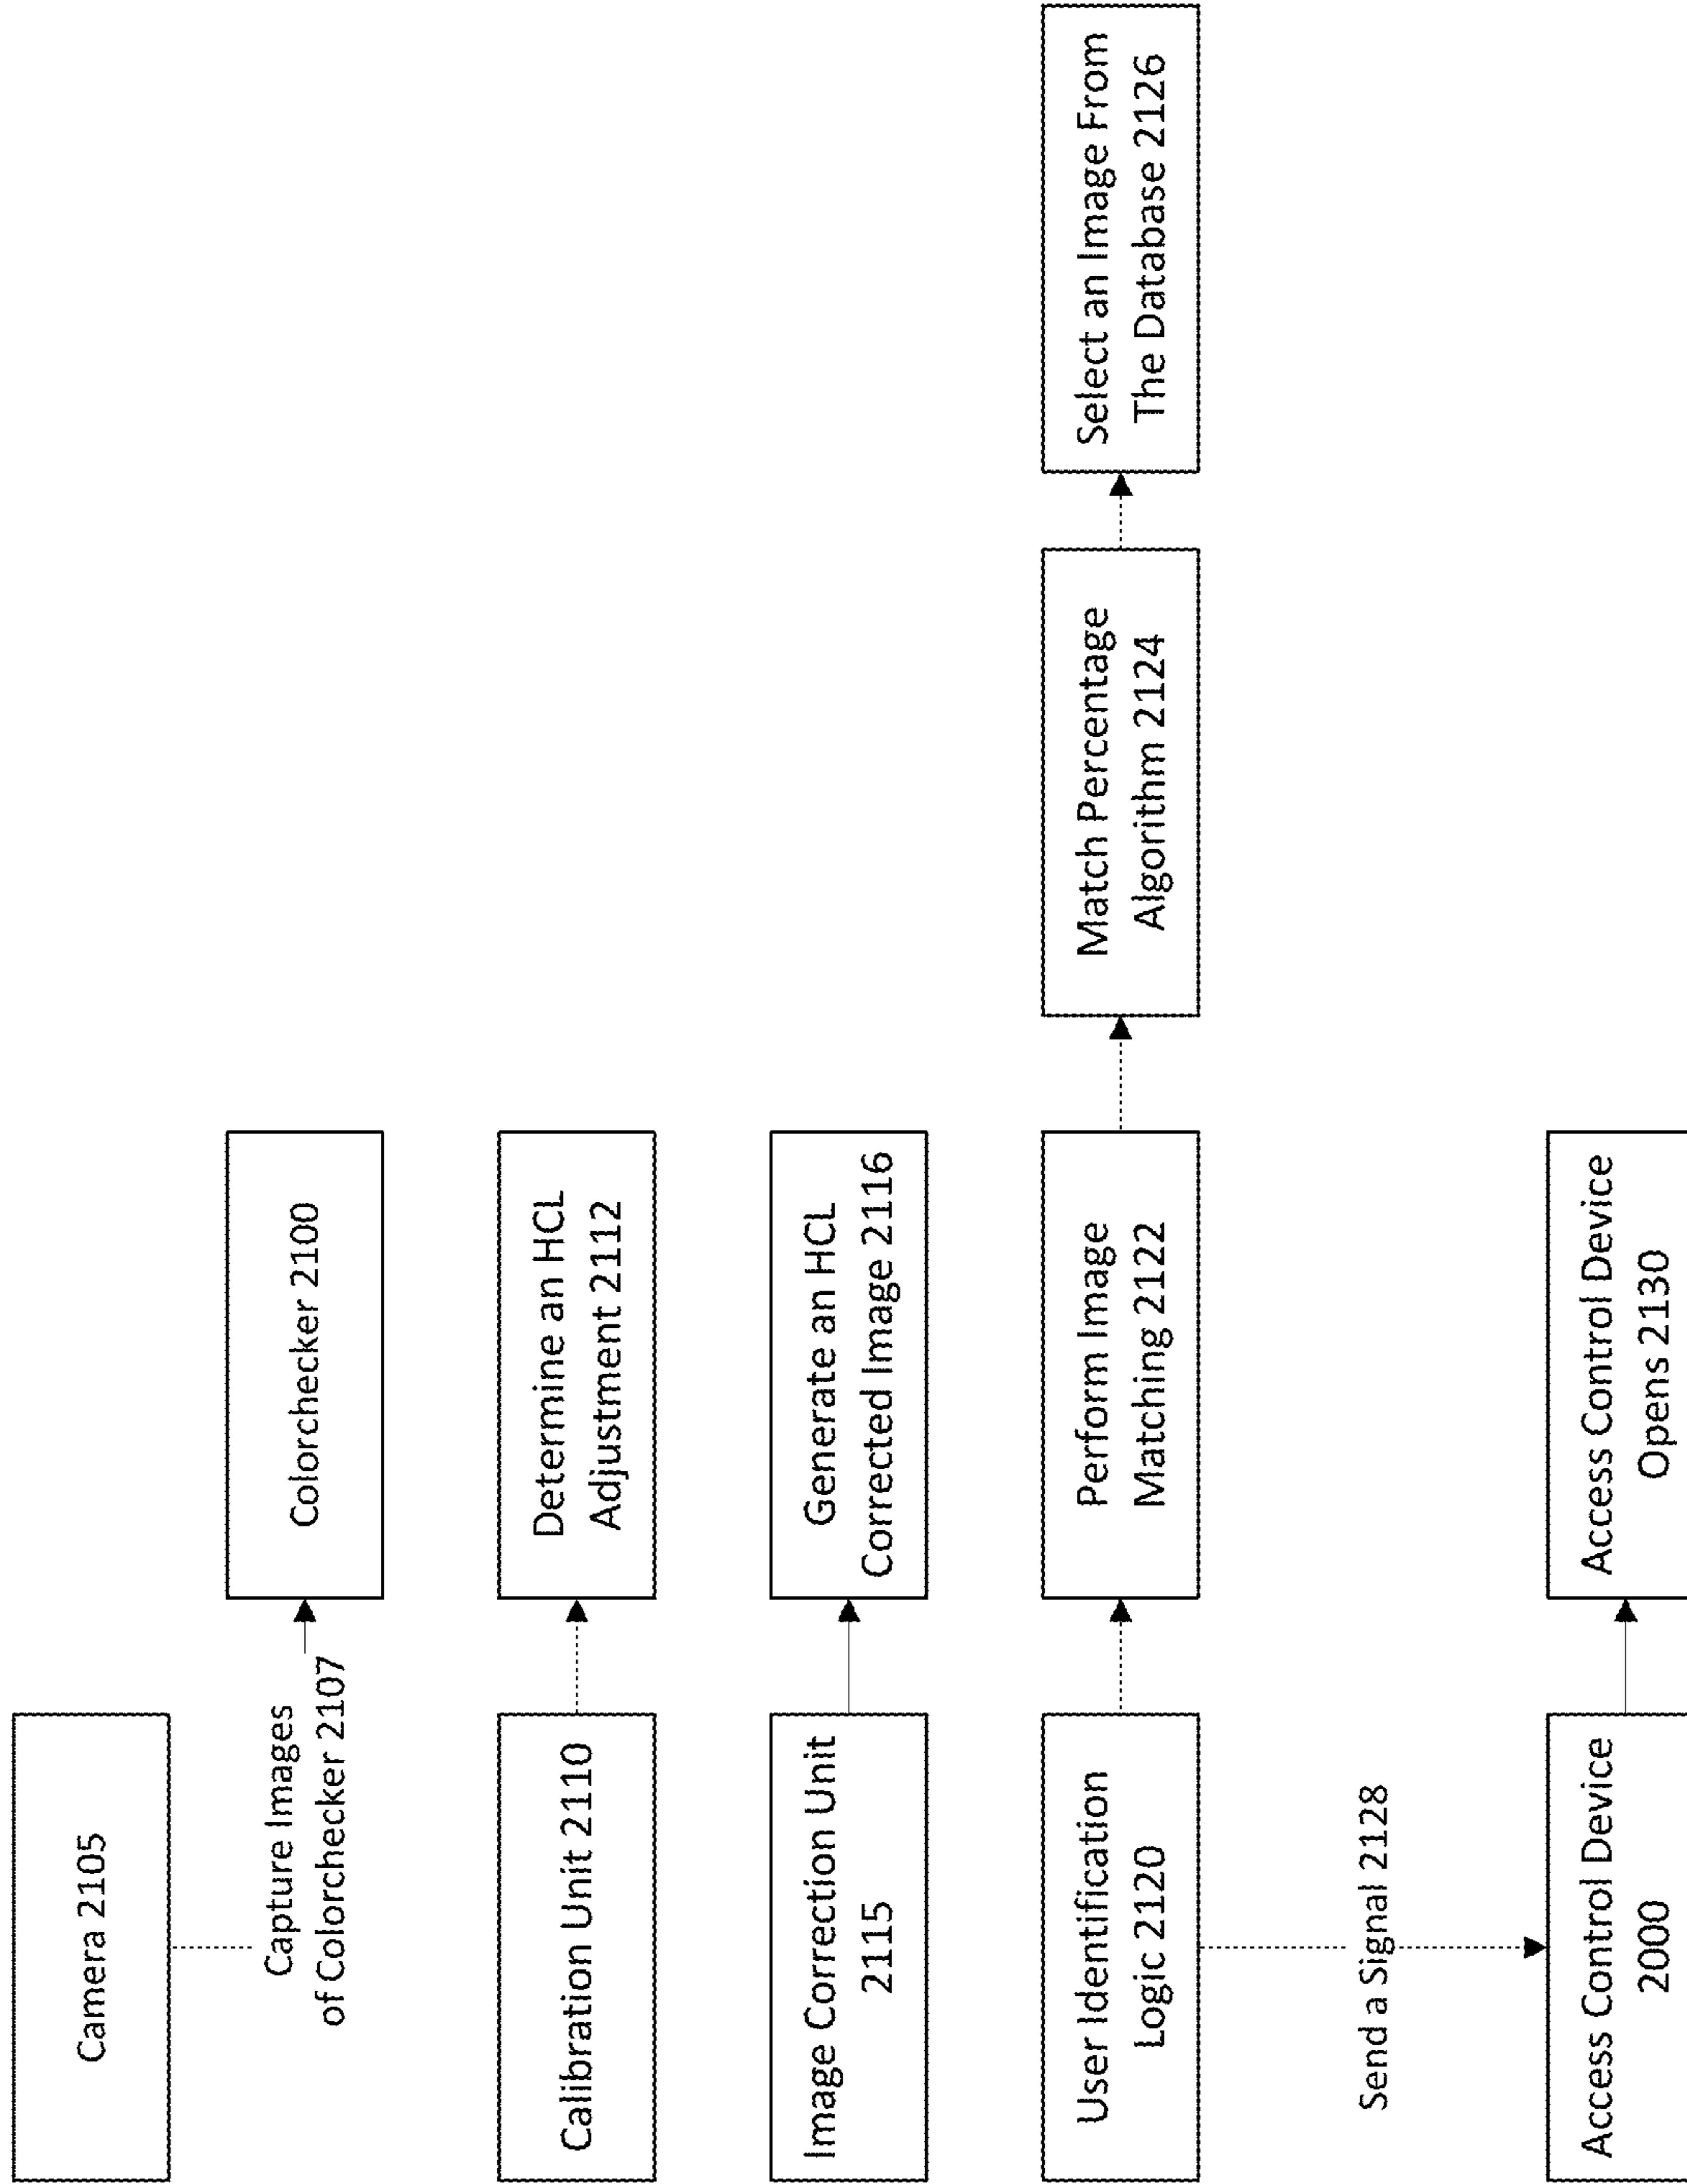 Camera 2105
Capture Images
of Colorchecker 2107
Colorchecker 2100
Calibration Unit 2110
Determine an HCL
Adjustment 2112
Image Correction Unit
2115
Generate an HCL
Corrected Image 2116
User Identification
Logic 2120
Perform Image
Matching 2122
Match Percentage
Algorithm 2124
Select an Image From
The Database 2126
Send a Signal 2128
Access Control Device
2000
Access Control Device
Opens 2130